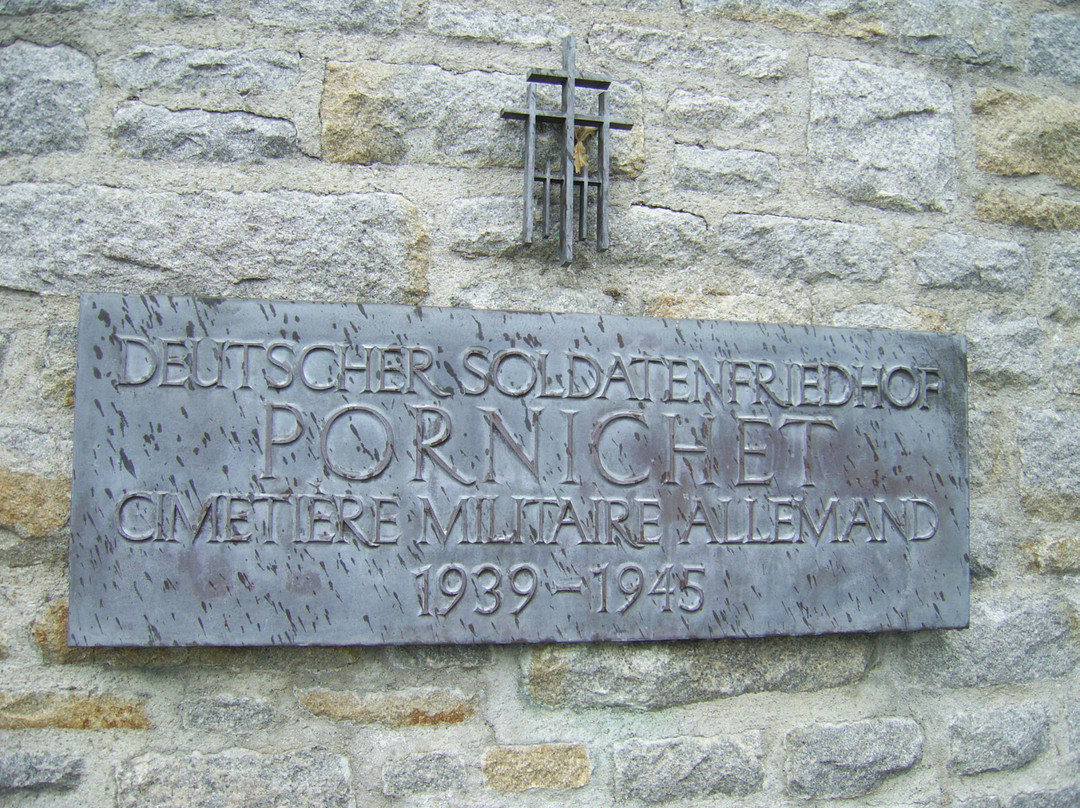 DEUTSCHER SOLDATENFRIEDHOF
PORNICHET
CIMETIÈRE MILITAIRE ALLEMAND
1939-1945